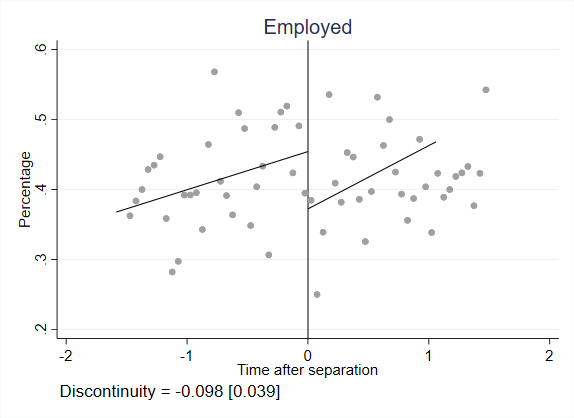 Employed
Percentage
.6
.5
.4
.3
.2
-2 -1 0 1 2
Time after separation
Discontinuity = -0.098 [0.039]